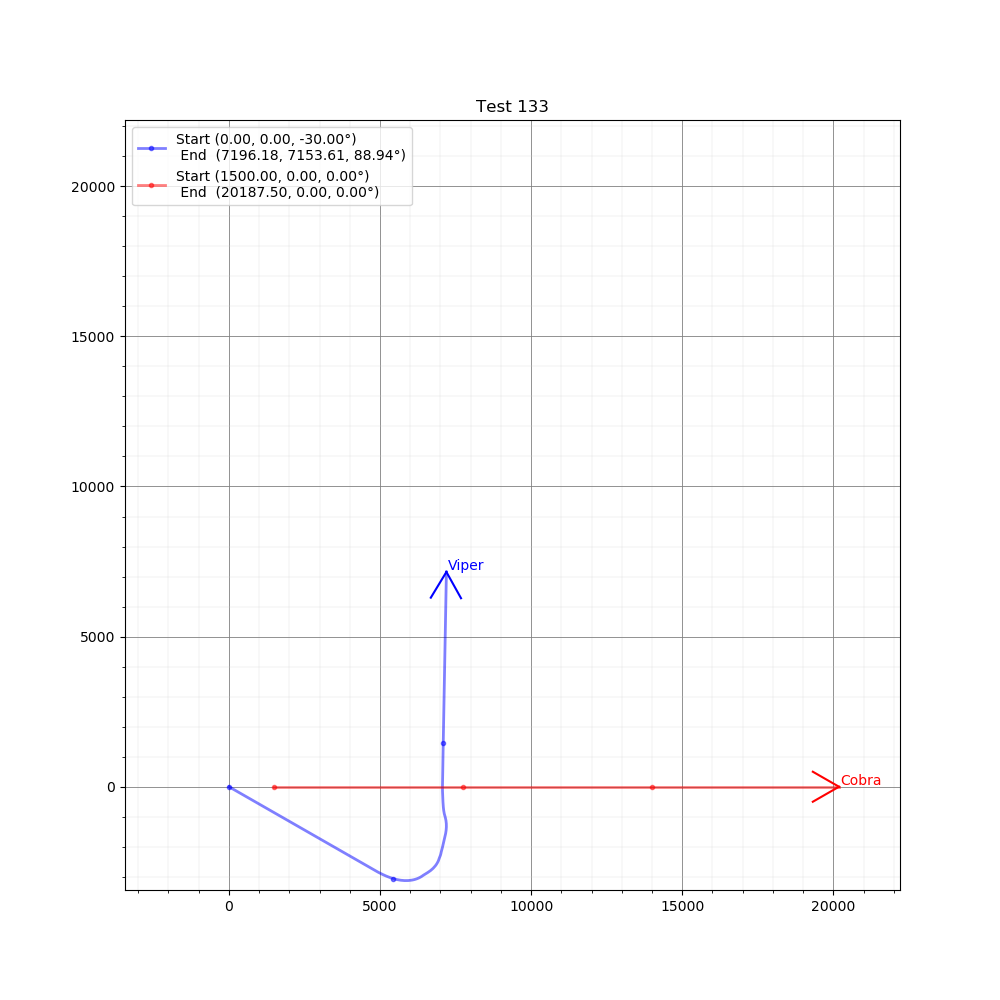 Test 133
Start (0.00, 0.00, -30.00°)
End  (7196.18, 7153.61, 88.94°)
Start (1500.00, 0.00, 0.00°)
End  (20187.50, 0.00, 0.00°)
20000
15000
10000
5000
0
Viper
Cobra
0
5000
10000
15000
20000